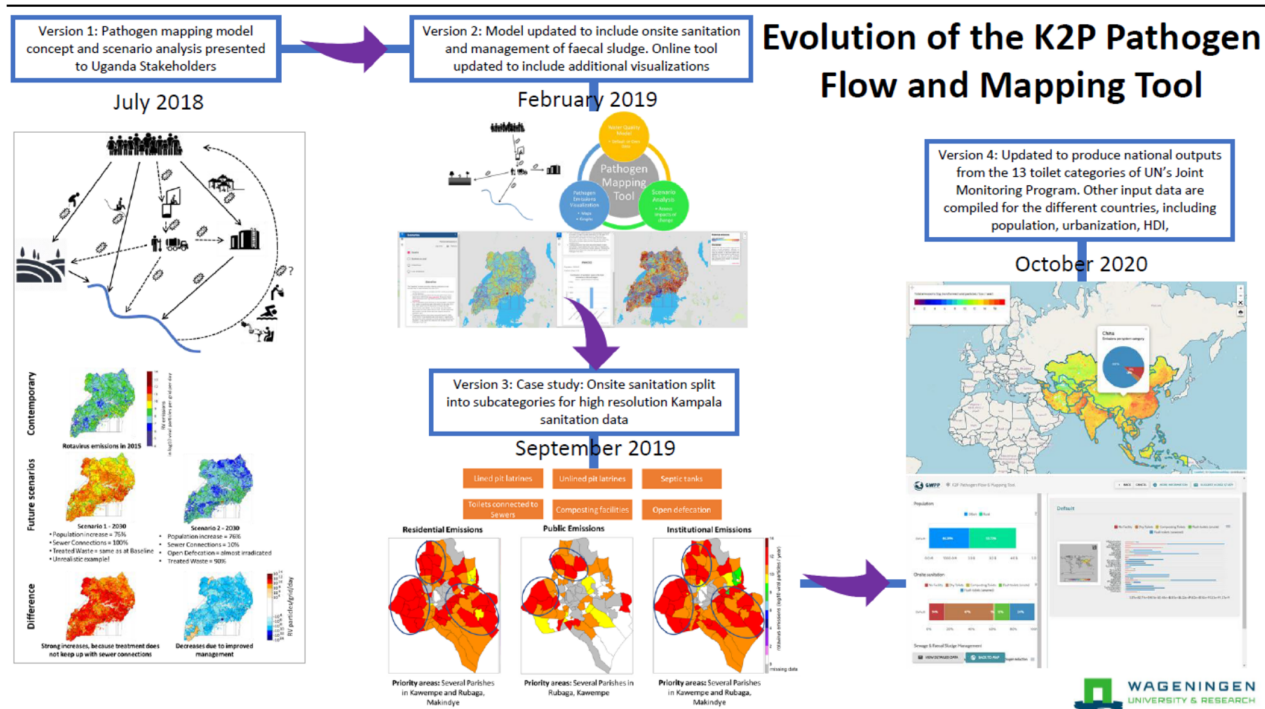 Evolution of the K2P Pathogen
Flow and Mapping Tool
Version 1: Pathogen mapping model
concept and scenario analysis presented
to Uganda Stakeholders
July 2018
?
Contemporary
Rotavirus emissions in 2015
Future scenarios
Scenario 1 - 2030
• Population increase = 75%
• Sewer Connections = 100%
• Treated Waste = same as at Baseline
• Unrealistic example!
Scenario 2 - 2030
• Population increase = 76%
• Sewer Connections = 10%
• Open Defecation = almost irradicated
• Treated Waste = 90%
Difference
RV particles/grid/day
Strong increases, because treatment does
not keep up with sewer connections
Decreases due to improved
management
Version 2: Model updated to include onsite sanitation
and management of faecal sludge. Online tool
updated to include additional visualizations
February 2019
Pathogen
Mapping
Tool
Scenario
Analysis
Version 3: Case study: Onsite sanitation split
into subcategories for high resolution Kampala
sanitation data
September 2019
Lined pit latrines
Unlined pit latrines
Septic tanks
Toilets connected to
Sewers
Composting facilities
Open defecation
Residential Emissions
Public Emissions
Institutional Emissions
missing data
Priority areas: Several Parishes
in Kawempe and Rubaga,
Makindye
Priority areas: Several Parishes in
Rubaga, Kawempe
Priority areas: Several Parishes
in Kawempe and Rubaga,
Makindye
Version 4: Updated to produce national outputs
from the 13 toilet categories of UN's Joint
Monitoring Program. Other input data are
compiled for the different countries, including
population, urbanization, HDI,
October 2020
China
GWPP
K2P Pathogen Flow & Mapping Tool
Population
Onsite sanitation
Default
WAGENINGEN
UNIVERSITY & RESEARCH